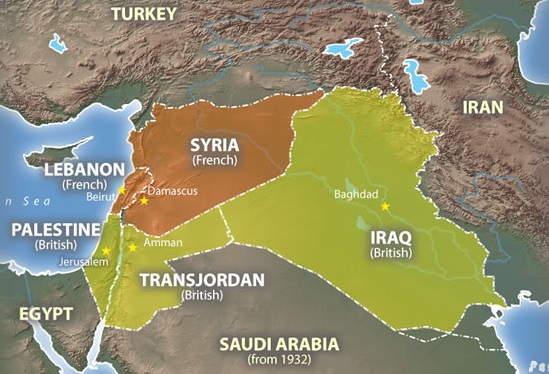 TURKEY
IRAN
SYRIA
(French)
LEBANON
(French)
Beirut
Damascus
n Sea
Baghdad
PALESTINE
(British)
Amman
Jerusalem
IRAQ
(British)
TRANSJORDAN
(British)
EGYPT
SAUDI ARABIA
(from 1932)